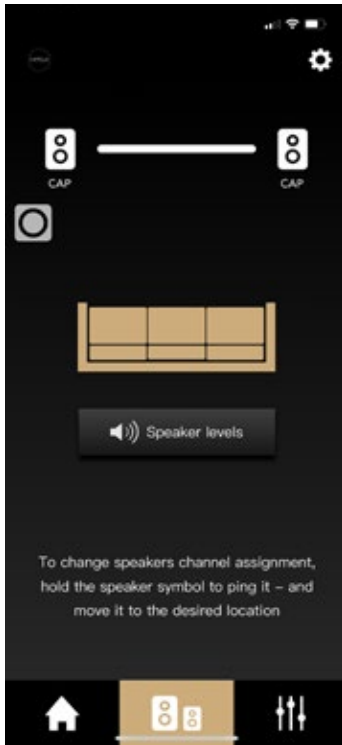 CAP
CAP
Speaker levels
To change speakers channel assignment,
hold the speaker symbol to ping it – and
move it to the desired location